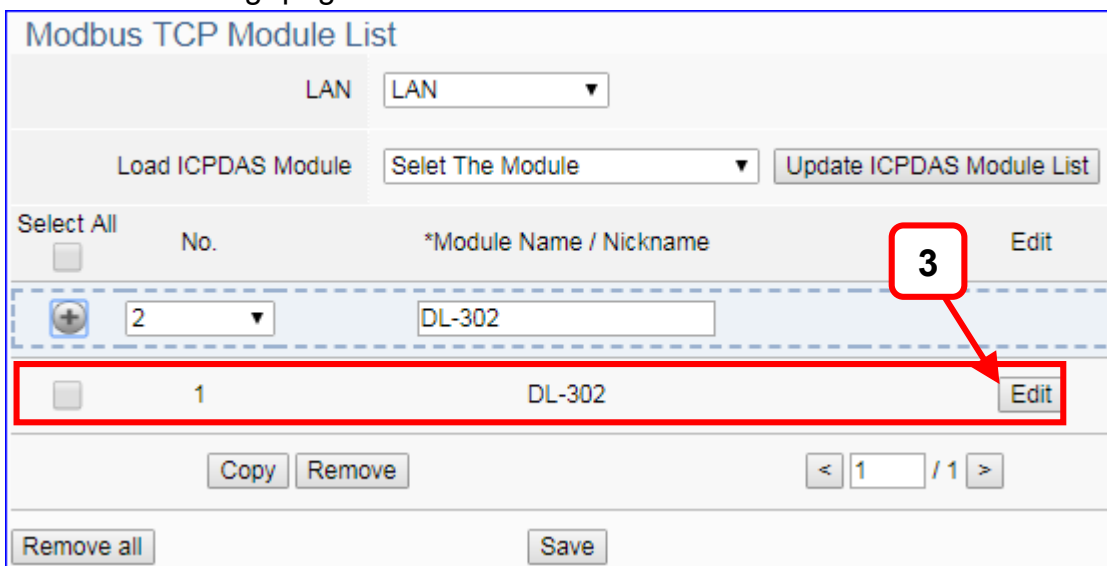 Modbus TCP Module List
LAN LAN
Load ICPDAS Module Selet The Module Update ICPDAS Module List
Select All No. *Module Name / Nickname Edit
3
2 DL-302
1 DL-302 Edit
Copy Remove < 1 / 1 >
Remove all Save